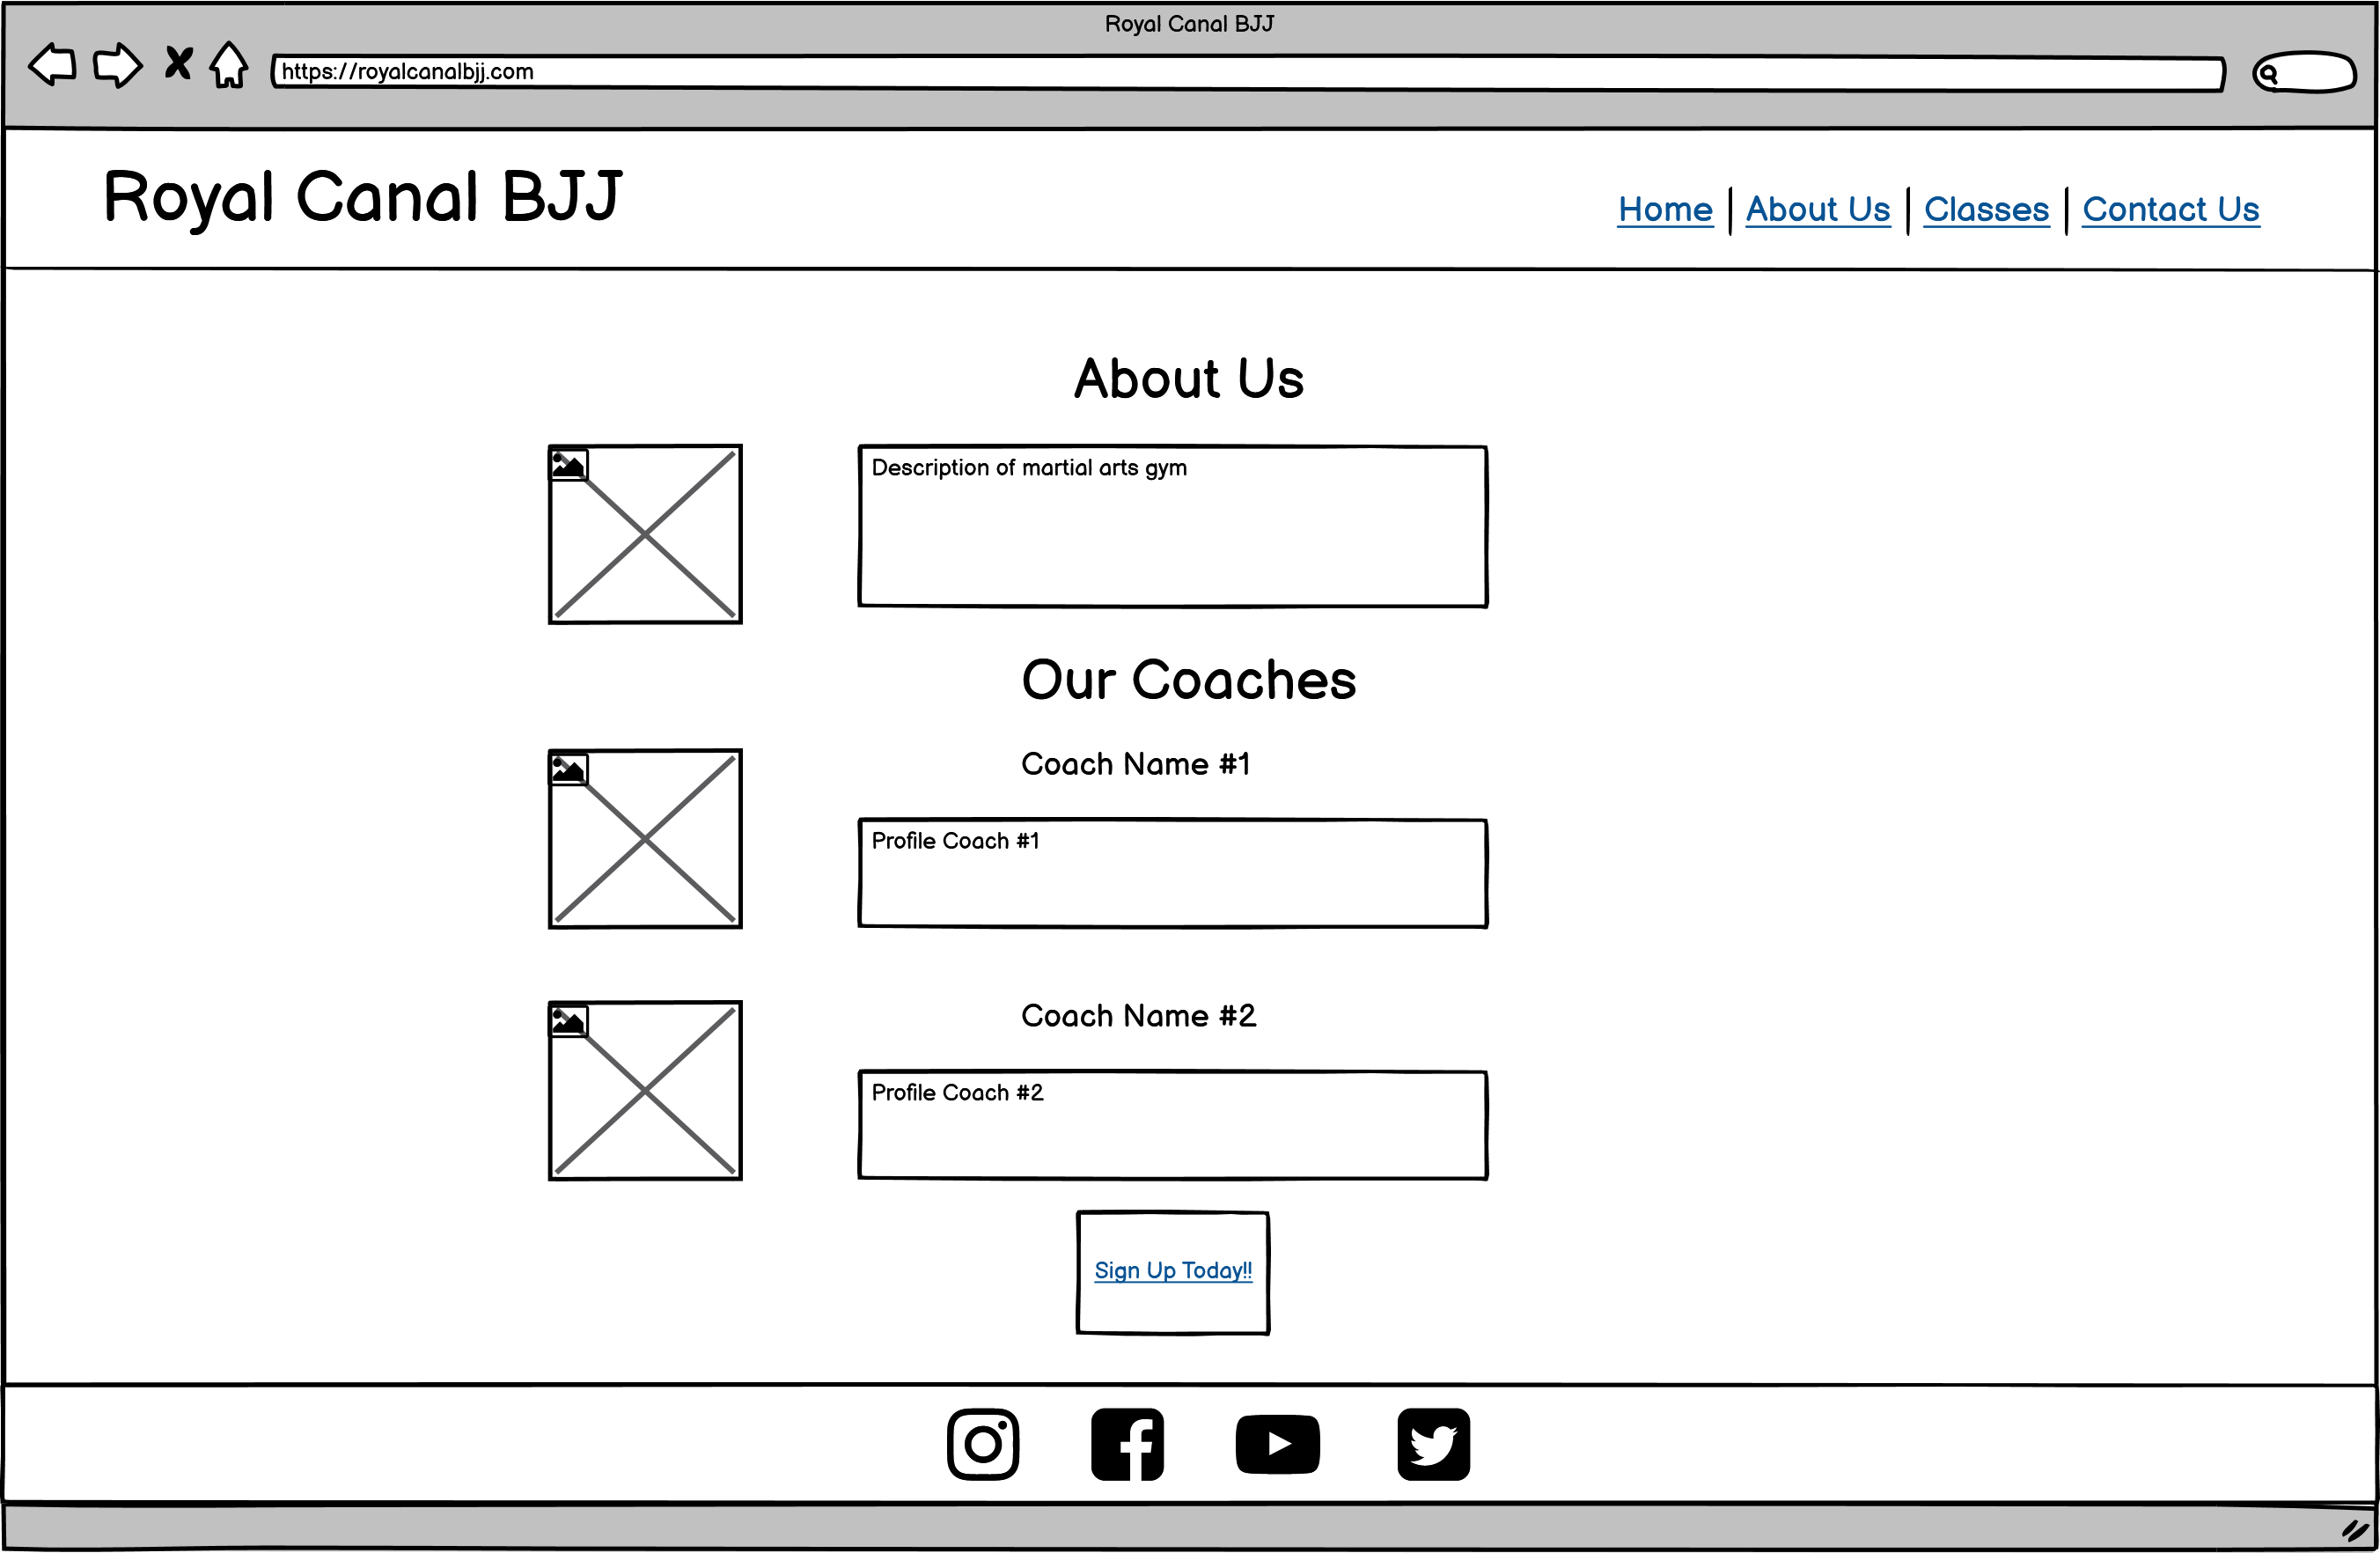 Royal Canal BJJ
https://royalcanalbjj.com
Royal Canal BJJ
Home | About Us | Classes | Contact Us
About Us
Description of martial arts gym
Our Coaches
Coach Name #1
Profile Coach #1
Coach Name #2
Profile Coach #2
Sign Up Today!!